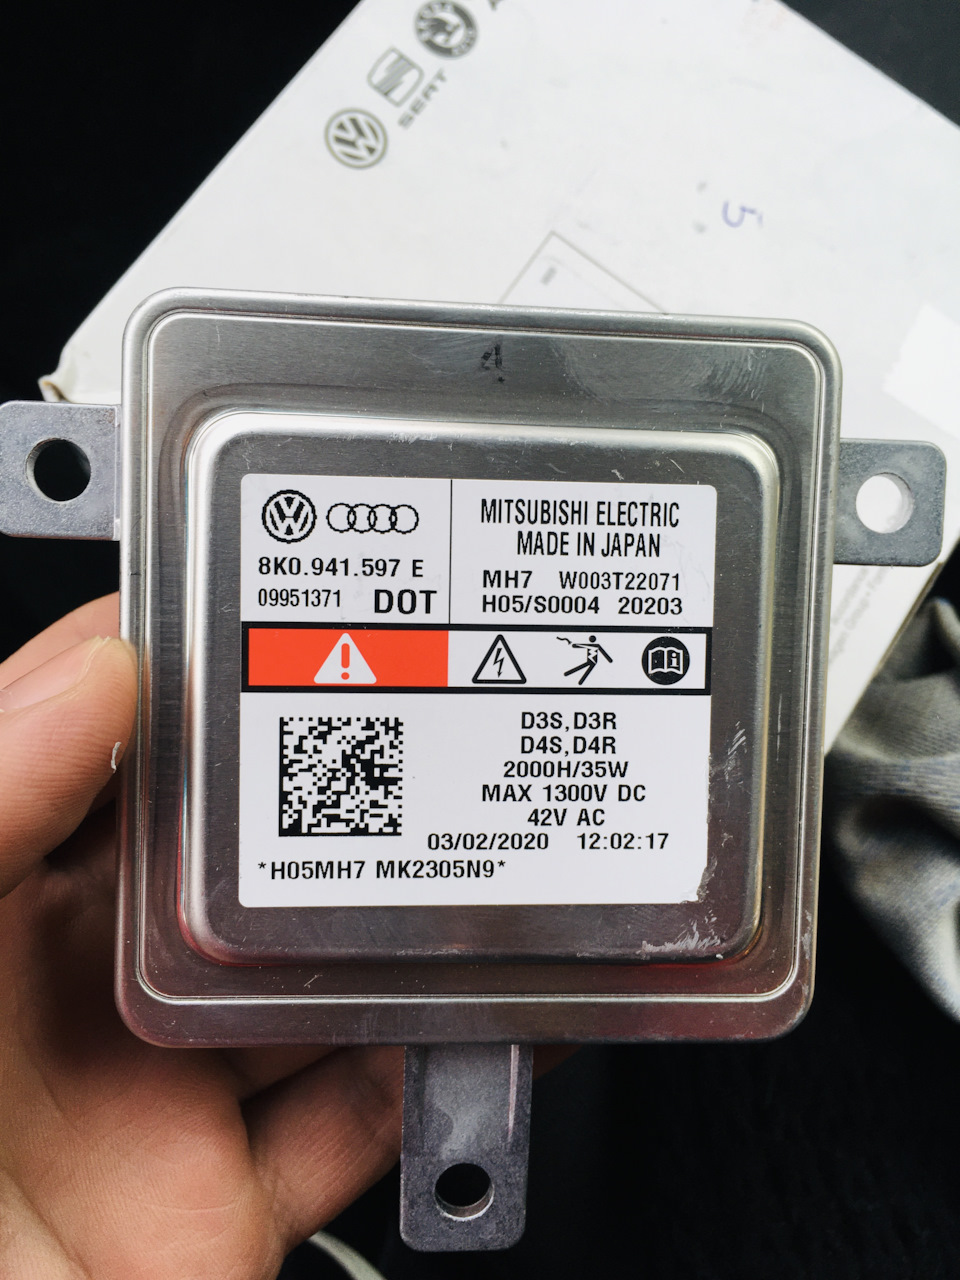 SEAT
5
4
8K0.941.597 E
09951371 DOT
MITSUBISHI ELECTRIC
MADE IN JAPAN
MH7 W003T22071
H05/S0004 20203
D3S,D3R
D4S,D4R
2000H/35W
MAX 1300V DC
42V AC
03/02/2020 12:02:17
*H05MH7 MK2305N9*